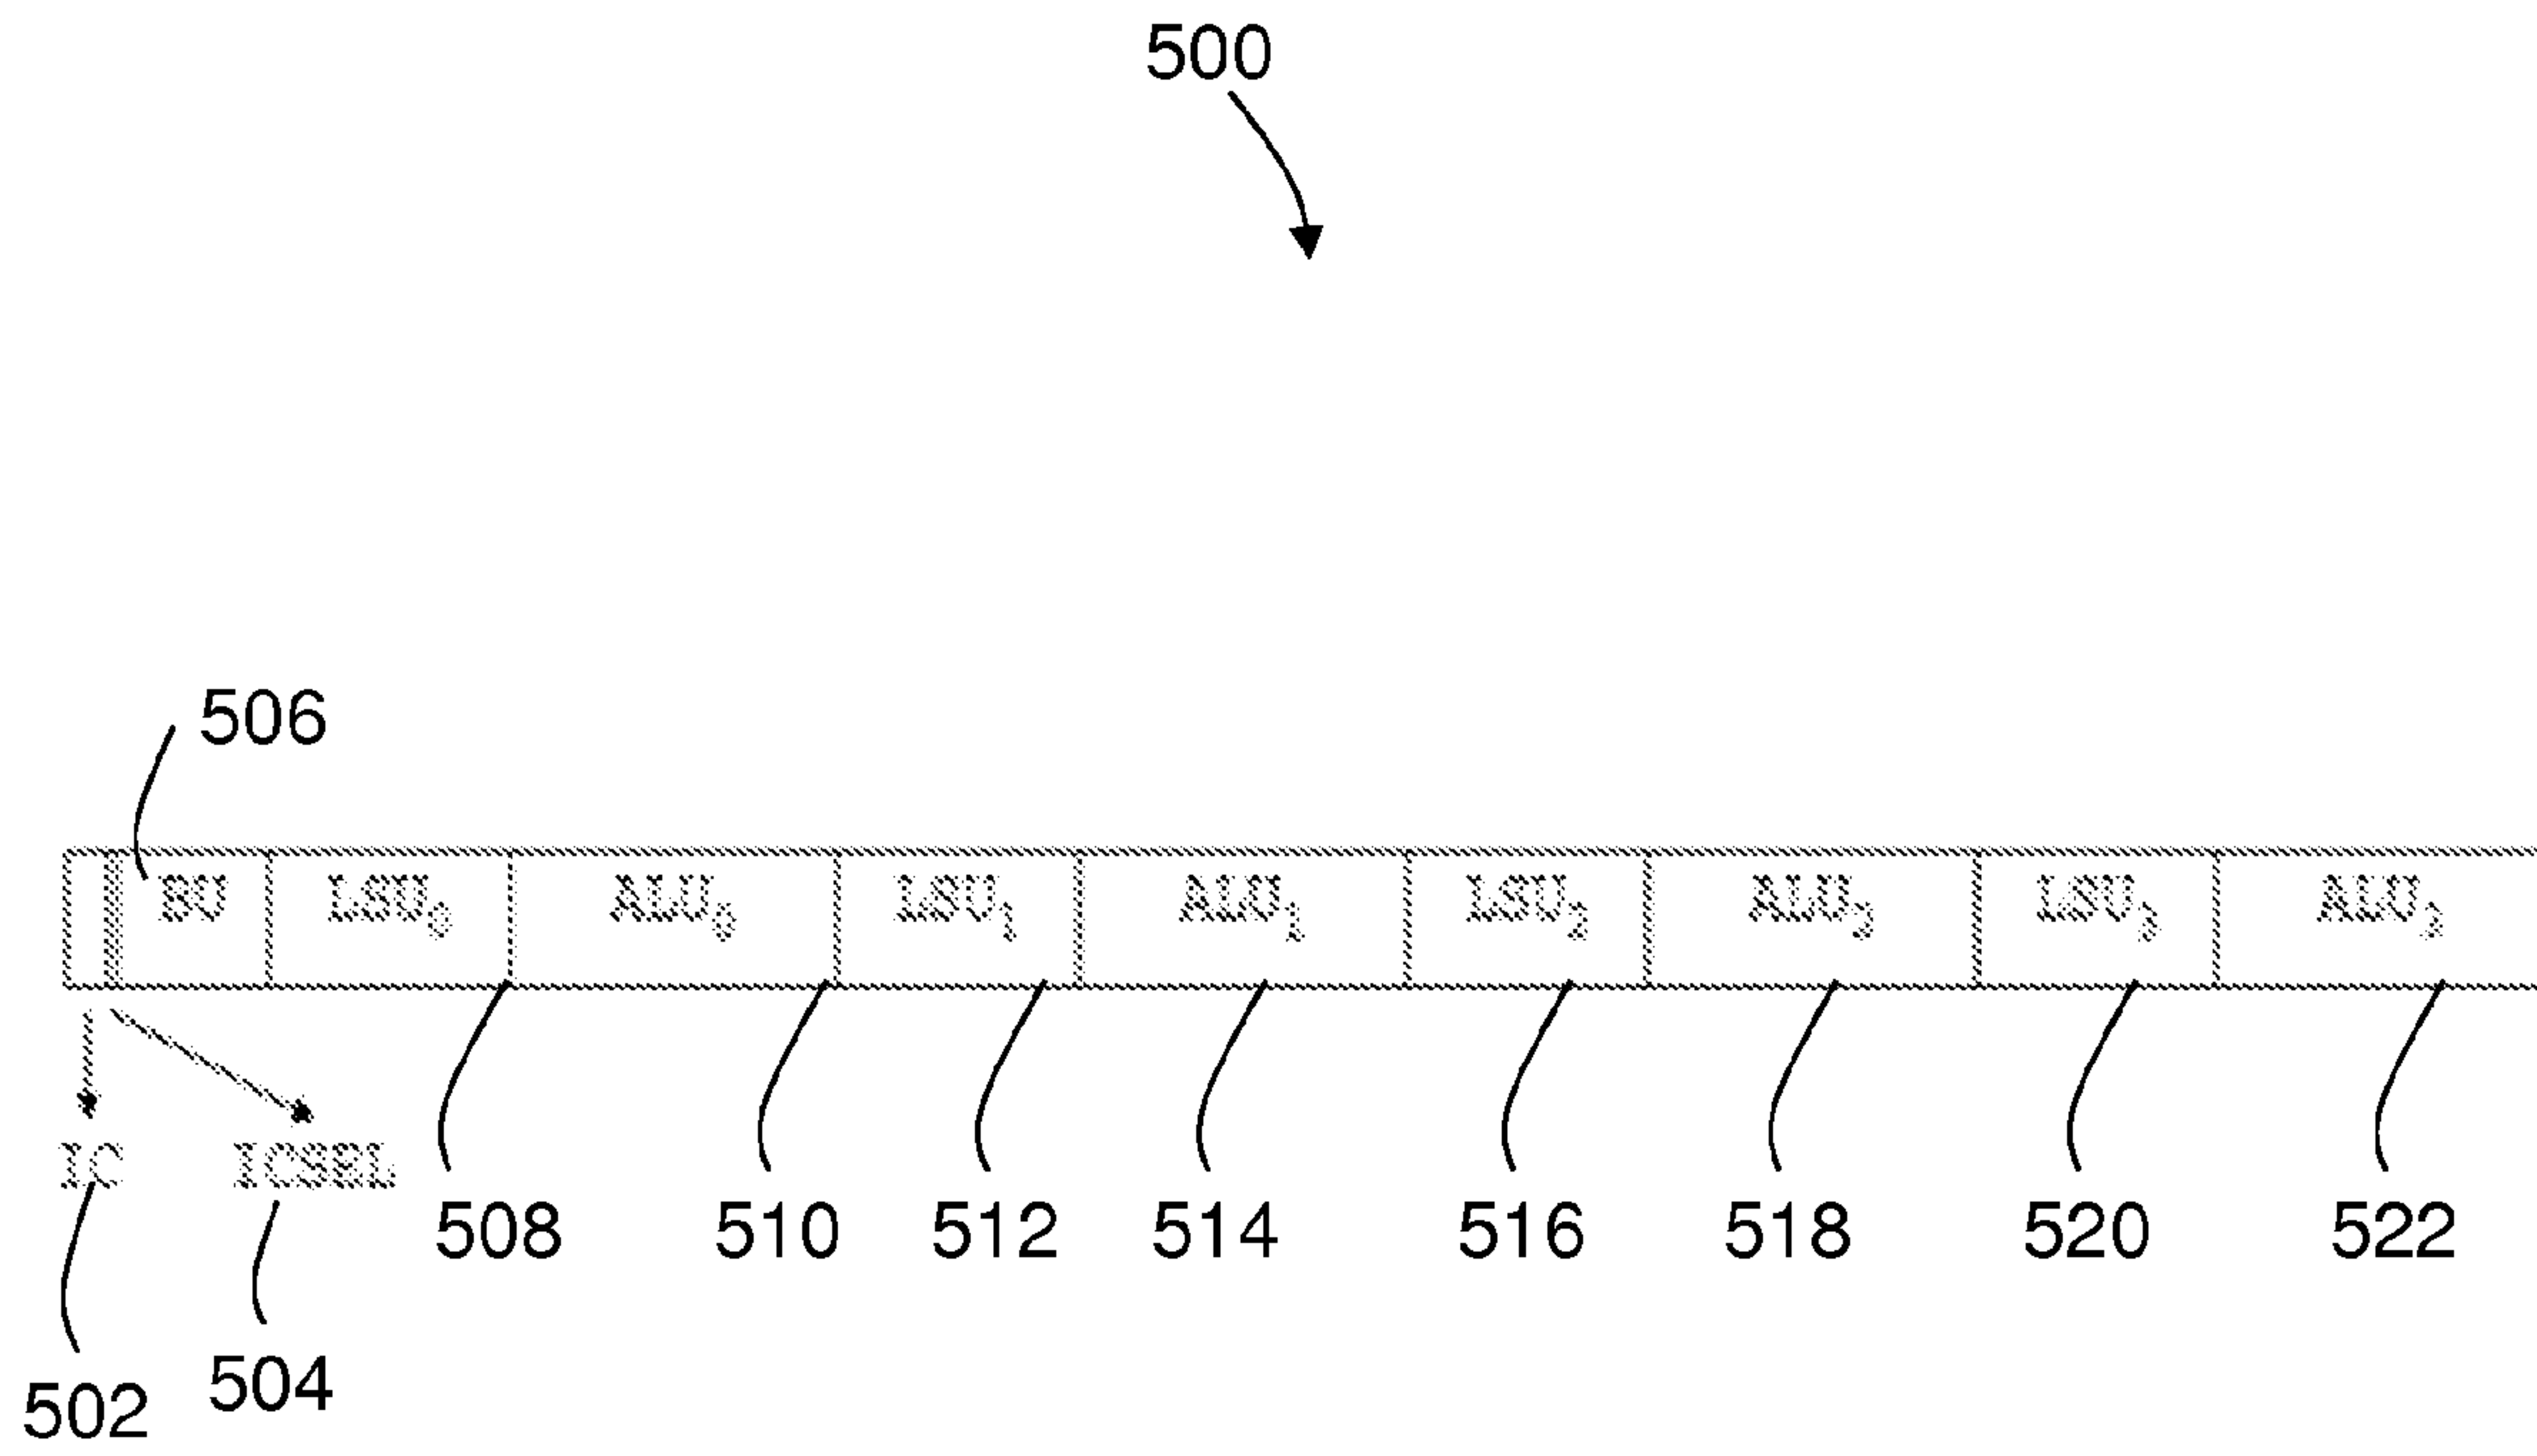 500
506
BU LSU0 ALU0 LSU1 ALU1 LSU2 ALU2 LSU3 ALU3
IC ICSEL
508 510 512 514 516 518 520 522
502 504